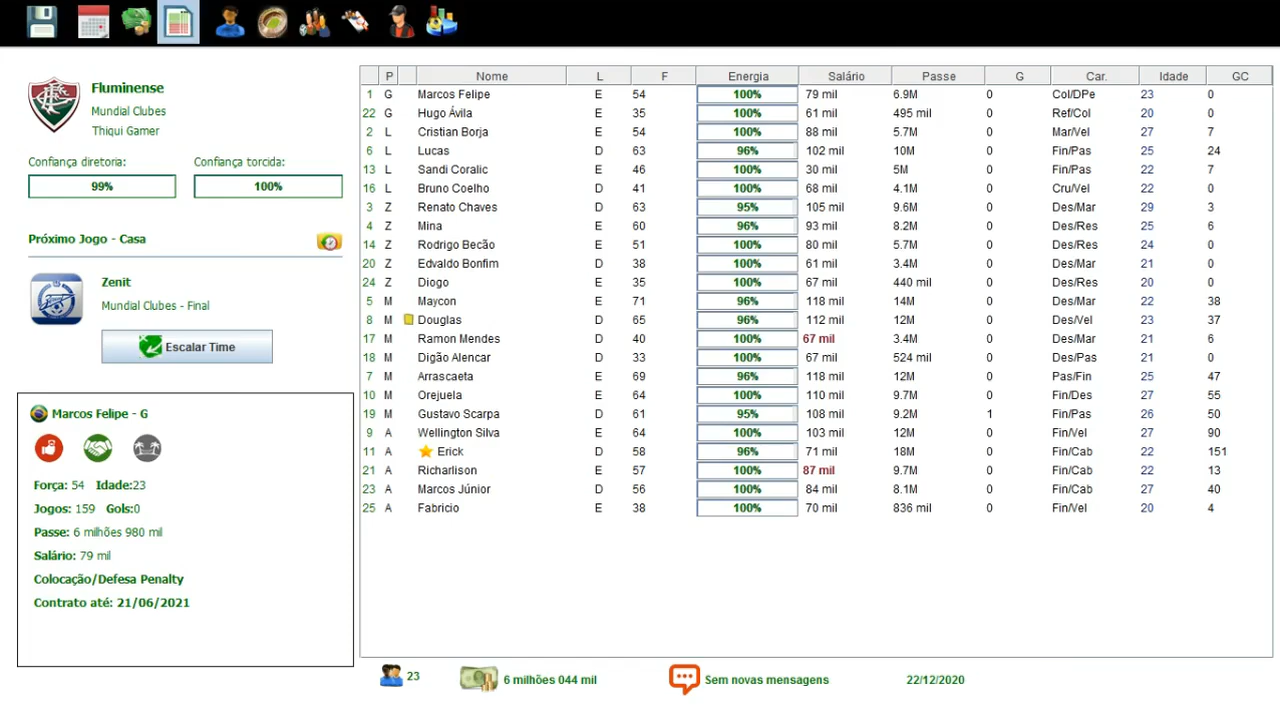 Fluminense
Mundial Clubes
Thiqui Gamer
Confiança diretoria: Confiança torcida:
99% 100%
Próximo Jogo - Casa
Zenit
Mundial Clubes - Final
Escalar Time
Marcos Felipe - G
Força: 54 Idade:23
Jogos: 159 Gols:0
Passe: 6 milhões 980 mil
Salário: 79 mil
Colocação/Defesa Penalty
Contrato até: 21/06/2021
P Nome L F Energia Salário Passe G Car. Idade GC
1 G Marcos Felipe E 54 100% 79 mil 6.9M 0 Col/DPe 23 0
22 G Hugo Ávila E 35 100% 61 mil 495 mil 0 Ref/Col 20 0
2 L Cristian Borja E 54 100% 88 mil 5.7M 0 Mar/Vel 27 7
6 L Lucas D 63 96% 102 mil 10M 0 Fin/Pas 25 24
13 L Sandi Coralic E 46 100% 30 mil 5M 0 Fin/Pas 22 7
16 L Bruno Coelho D 41 100% 68 mil 4.1M 0 Cru/Vel 22 0
3 Z Renato Chaves D 63 95% 105 mil 9.6M 0 Des/Mar 29 3
4 Z Mina E 60 96% 93 mil 8.2M 0 Des/Res 25 6
14 Z Rodrigo Becão E 51 100% 80 mil 5.7M 0 Des/Res 24 0
20 Z Edvaldo Bonfim D 38 100% 61 mil 3.4M 0 Des/Mar 21 0
24 Z Diogo E 35 100% 67 mil 440 mil 0 Des/Res 20 0
5 M Maycon E 71 96% 118 mil 14M 0 Des/Mar 22 38
8 M Douglas D 65 96% 112 mil 12M 0 Des/Vel 23 37
17 M Ramon Mendes D 40 100% 67 mil 3.4M 0 Des/Mar 21 6
18 M Digão Alencar D 33 100% 67 mil 524 mil 0 Des/Pas 21 0
7 M Arrascaeta E 69 96% 118 mil 12M 0 Pas/Fin 25 47
10 M Orejuela E 64 100% 110 mil 9.7M 0 Fin/Des 27 55
19 M Gustavo Scarpa D 61 95% 108 mil 9.2M 1 Fin/Pas 26 50
9 A Wellington Silva E 64 100% 103 mil 12M 0 Fin/Vel 27 90
11 A Erick D 58 96% 71 mil 18M 0 Fin/Cab 22 151
21 A Richarlison E 57 100% 87 mil 9.7M 0 Fin/Cab 22 13
23 A Marcos Júnior D 56 100% 84 mil 8.1M 0 Fin/Cab 27 40
25 A Fabricio E 38 100% 70 mil 836 mil 0 Fin/Vel 20 4
23 6 milhões 044 mil Sem novas mensagens 22/12/2020